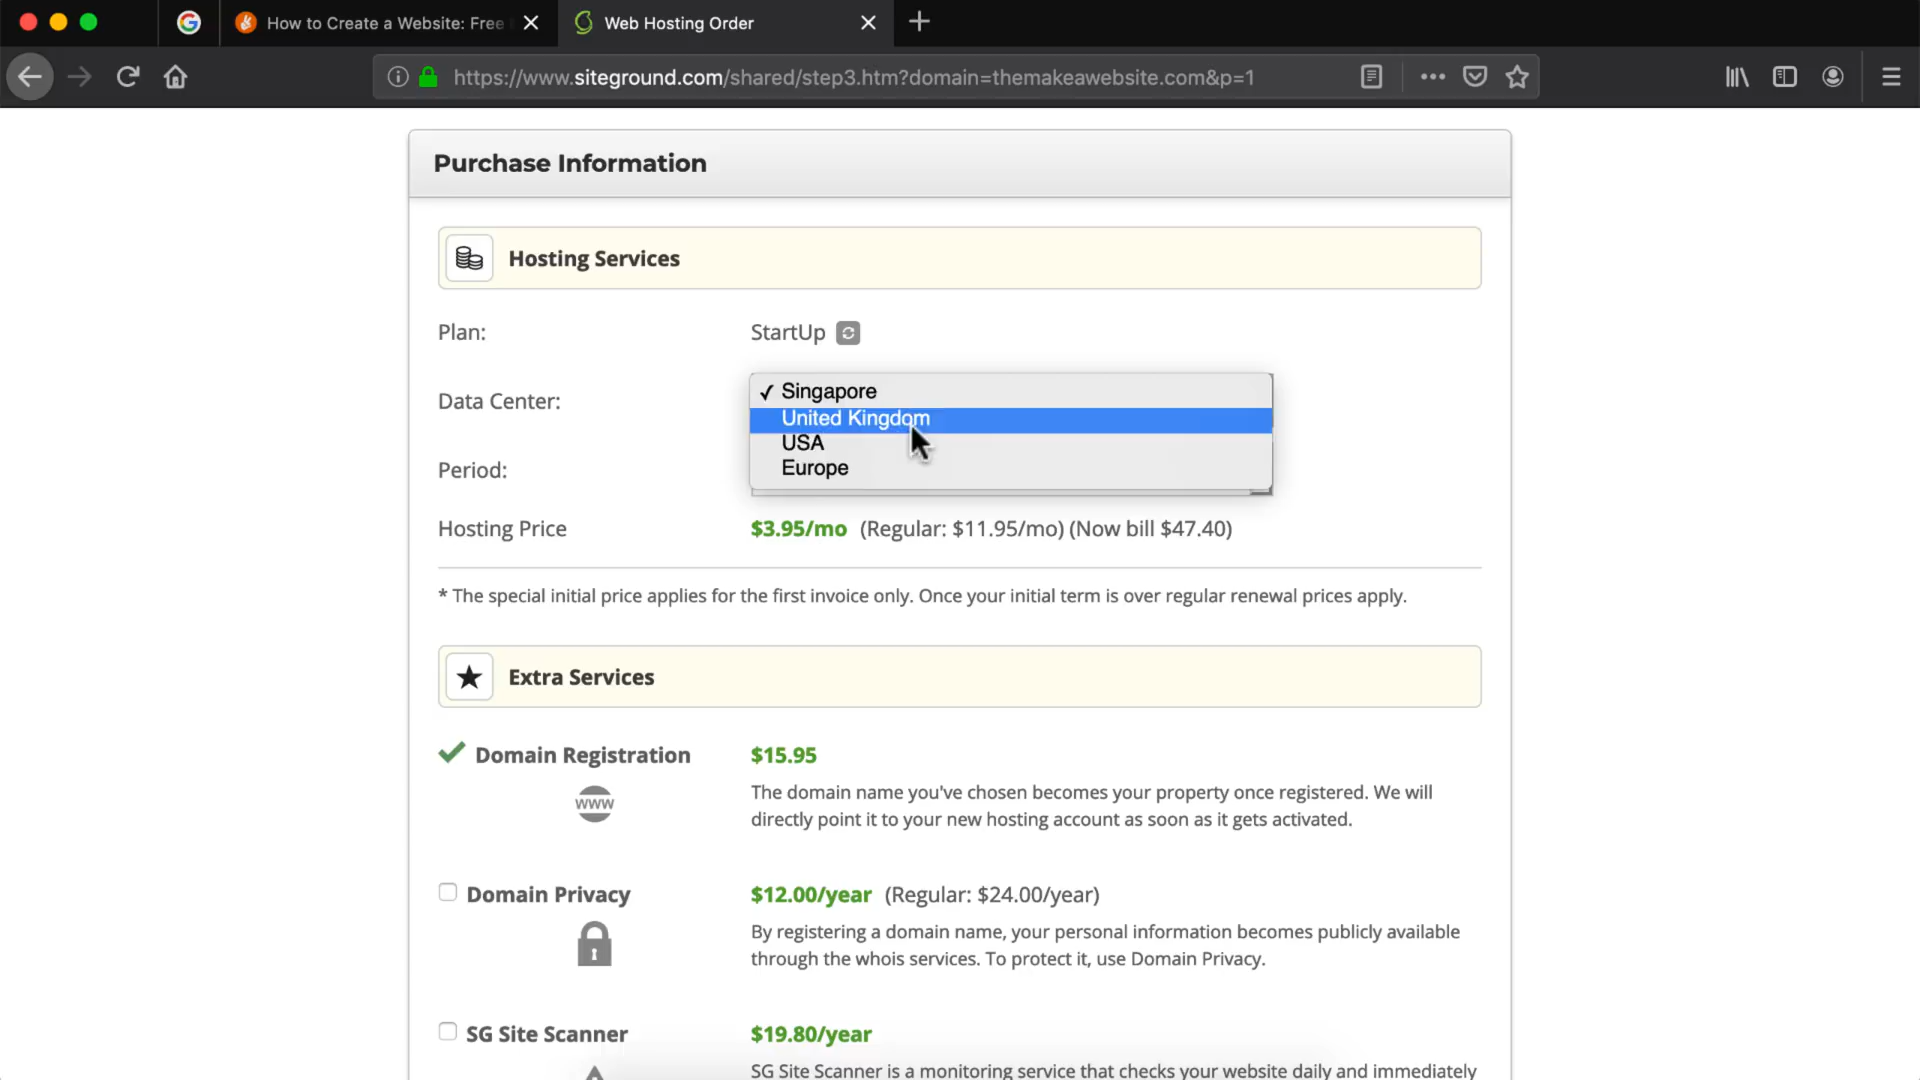 How to Create a Website: Free
Web Hosting Order
https://www.siteground.com/shared/step3.htm?domain=themakeawebsite.com&p=1
Purchase Information
Hosting Services
Plan:
StartUp
Data Center:
✓ Singapore
United Kingdom
USA
Europe
Period:
Hosting Price
$3.95/mo (Regular: $11.95/mo) (Now bill $47.40)
* The special initial price applies for the first invoice only. Once your initial term is over regular renewal prices apply.
Extra Services
Domain Registration
$15.95
www
The domain name you've chosen becomes your property once registered. We will
directly point it to your new hosting account as soon as it gets activated.
Domain Privacy
$12.00/year (Regular: $24.00/year)
By registering a domain name, your personal information becomes publicly available
through the whois services. To protect it, use Domain Privacy.
SG Site Scanner
$19.80/year
SG Site Scanner is a monitoring service that checks your website daily and immediately